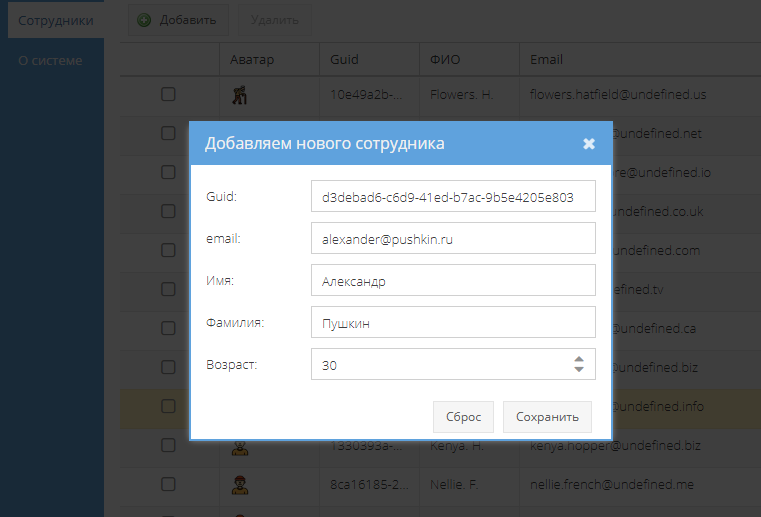 Сотрудники
О системе
Добавить Удалить
Аватар Guid ФИО Email
10e49a2b-... Flowers. H. flowers.hatfield@undefined.us
@undefined.net
Добавляем нового сотрудника
re@undefined.io
Guid: d3debad6-c6d9-41ed-b7ac-9b5e4205e803
@undefined.co.uk
email: alexander@pushkin.ru
@undefined.com
Имя: Александр
efined.tv
Фамилия: Пушкин
@undefined.ca
Возраст: 30
@undefined.biz
@undefined.info
Сброс Сохранить
1330393a-... Kenya. H. kenya.hopper@undefined.biz
8ca16185-2... Nellie. F. nellie.french@undefined.me